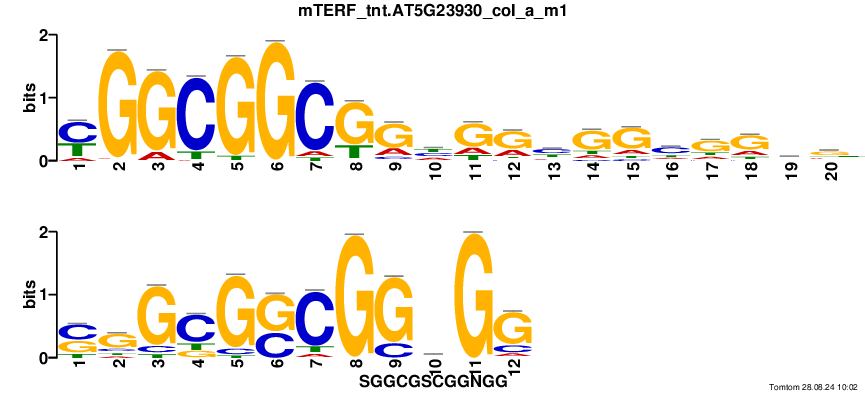 mTERF_tnt.AT5G23930_col_a_m1
2
1
0
bits
1 2 3 4 5 6 7 8 9 10 11 12 13 14 15 16 17 18 19 20
2
1
0
bits
1 2 3 4 5 6 7 8 9 10 11 12
SGGCGSCGGNGG
Tomtom 28.08.24 10:02